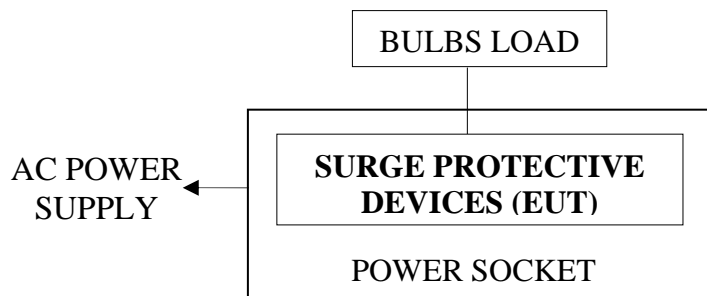 BULBS LOAD
AC POWER
SUPPLY
SURGE PROTECTIVE
DEVICES (EUT)
POWER SOCKET